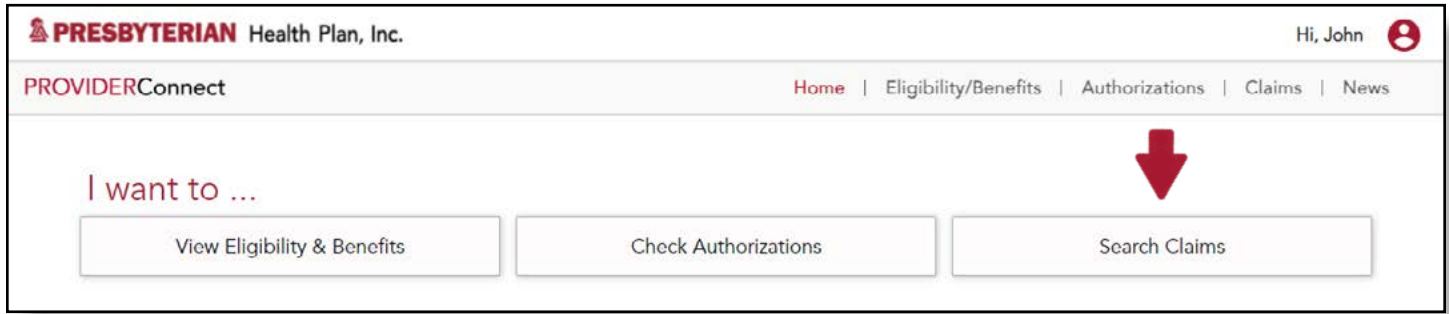 PRESBYTERIAN Health Plan, Inc.
Hi, John
PROVIDERConnect
Home | Eligibility/Benefits | Authorizations | Claims | News
I want to ...
View Eligibility & Benefits
Check Authorizations
Search Claims